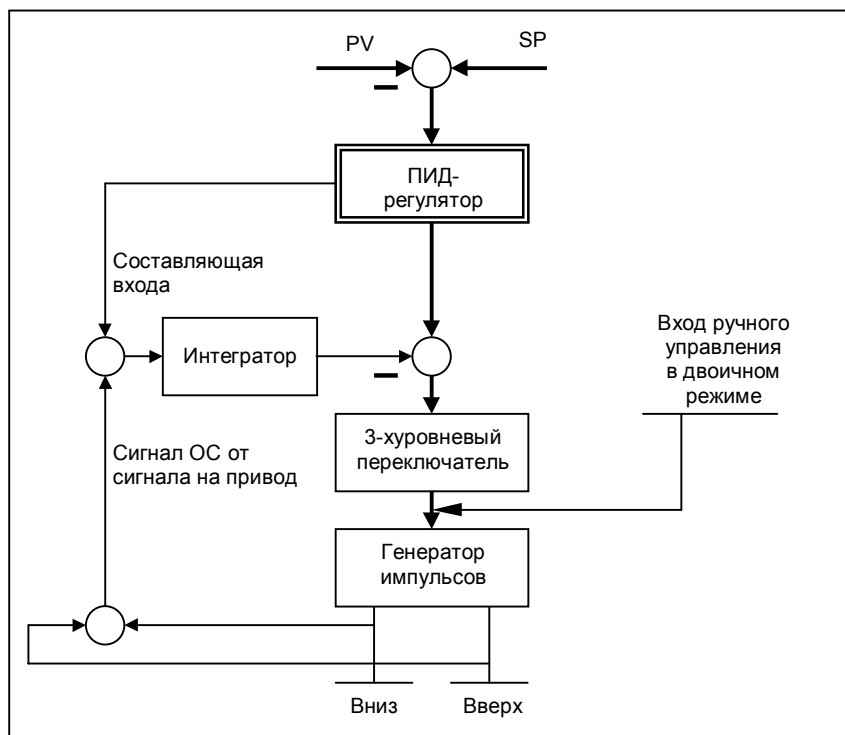 PV
SP
ПИД-
регулятор
Составляющая
входа
Интегратор
Вход ручного
управления
в двоичном
режиме
3-хуровневый
переключатель
Сигнал ОС от
сигнала на привод
Генератор
импульсов
Вниз
Вверх